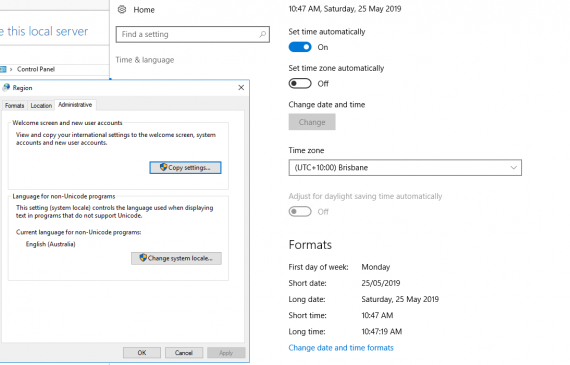 Home
e this local server
Find a setting
Control Panel
Time & language
Region
Formats
Location
Administrative
Welcome screen and new user accounts
View and copy your international settings to the welcome screen, system
accounts and new user accounts.
Copy settings...
Language for non-Unicode programs
This setting (system locale) controls the language used when displaying
text in programs that do not support Unicode.
Current language for non-Unicode programs:
English (Australia)
Change system locale...
OK
Cancel
Apply
10:47 AM, Saturday, 25 May 2019
Set time automatically
On
Set time zone automatically
Off
Change date and time
Change
Time zone
(UTC+10:00) Brisbane
Adjust for daylight saving time automatically
Off
Formats
First day of week: Monday
Short date: 25/05/2019
Long date: Saturday, 25 May 2019
Short time: 10:47 AM
Long time: 10:47:19 AM
Change date and time formats